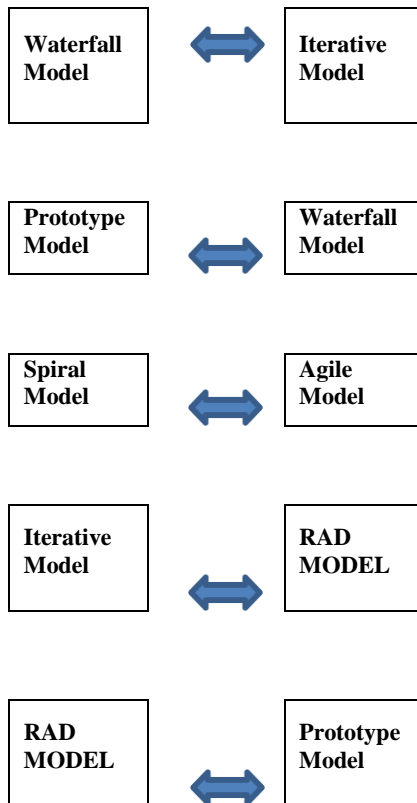 Waterfall
Model
Iterative
Model
Prototype
Model
Waterfall
Model
Spiral
Model
Agile
Model
Iterative
Model
RAD
MODEL
RAD
MODEL
Prototype
Model